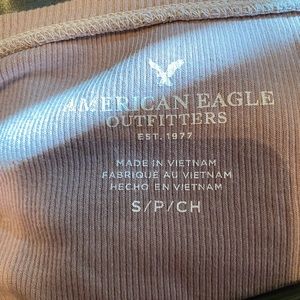 AMERICAN EAGLE
OUTFITTERS
EST. 1977
MADE IN VIETNAM
FABRIQUÉ AU VIETNAM
HECHO EN VIETNAM
S/P/CH